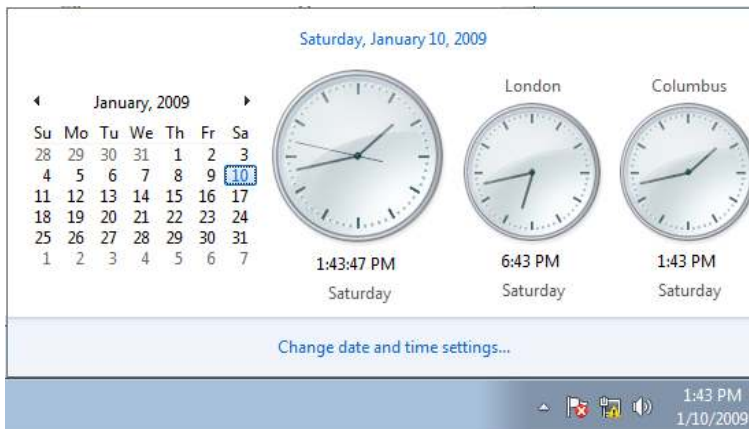 Saturday, January 10, 2009
January, 2009
Su Mo Tu We Th Fr Sa
28 29 30 31 1 2 3
4 5 6 7 8 9 10
11 12 13 14 15 16 17
18 19 20 21 22 23 24
25 26 27 28 29 30 31
1 2 3 4 5 6 7
1:43:47 PM
Saturday
London
6:43 PM
Saturday
Columbus
1:43 PM
Saturday
Change date and time settings...
1:43 PM
1/10/2009